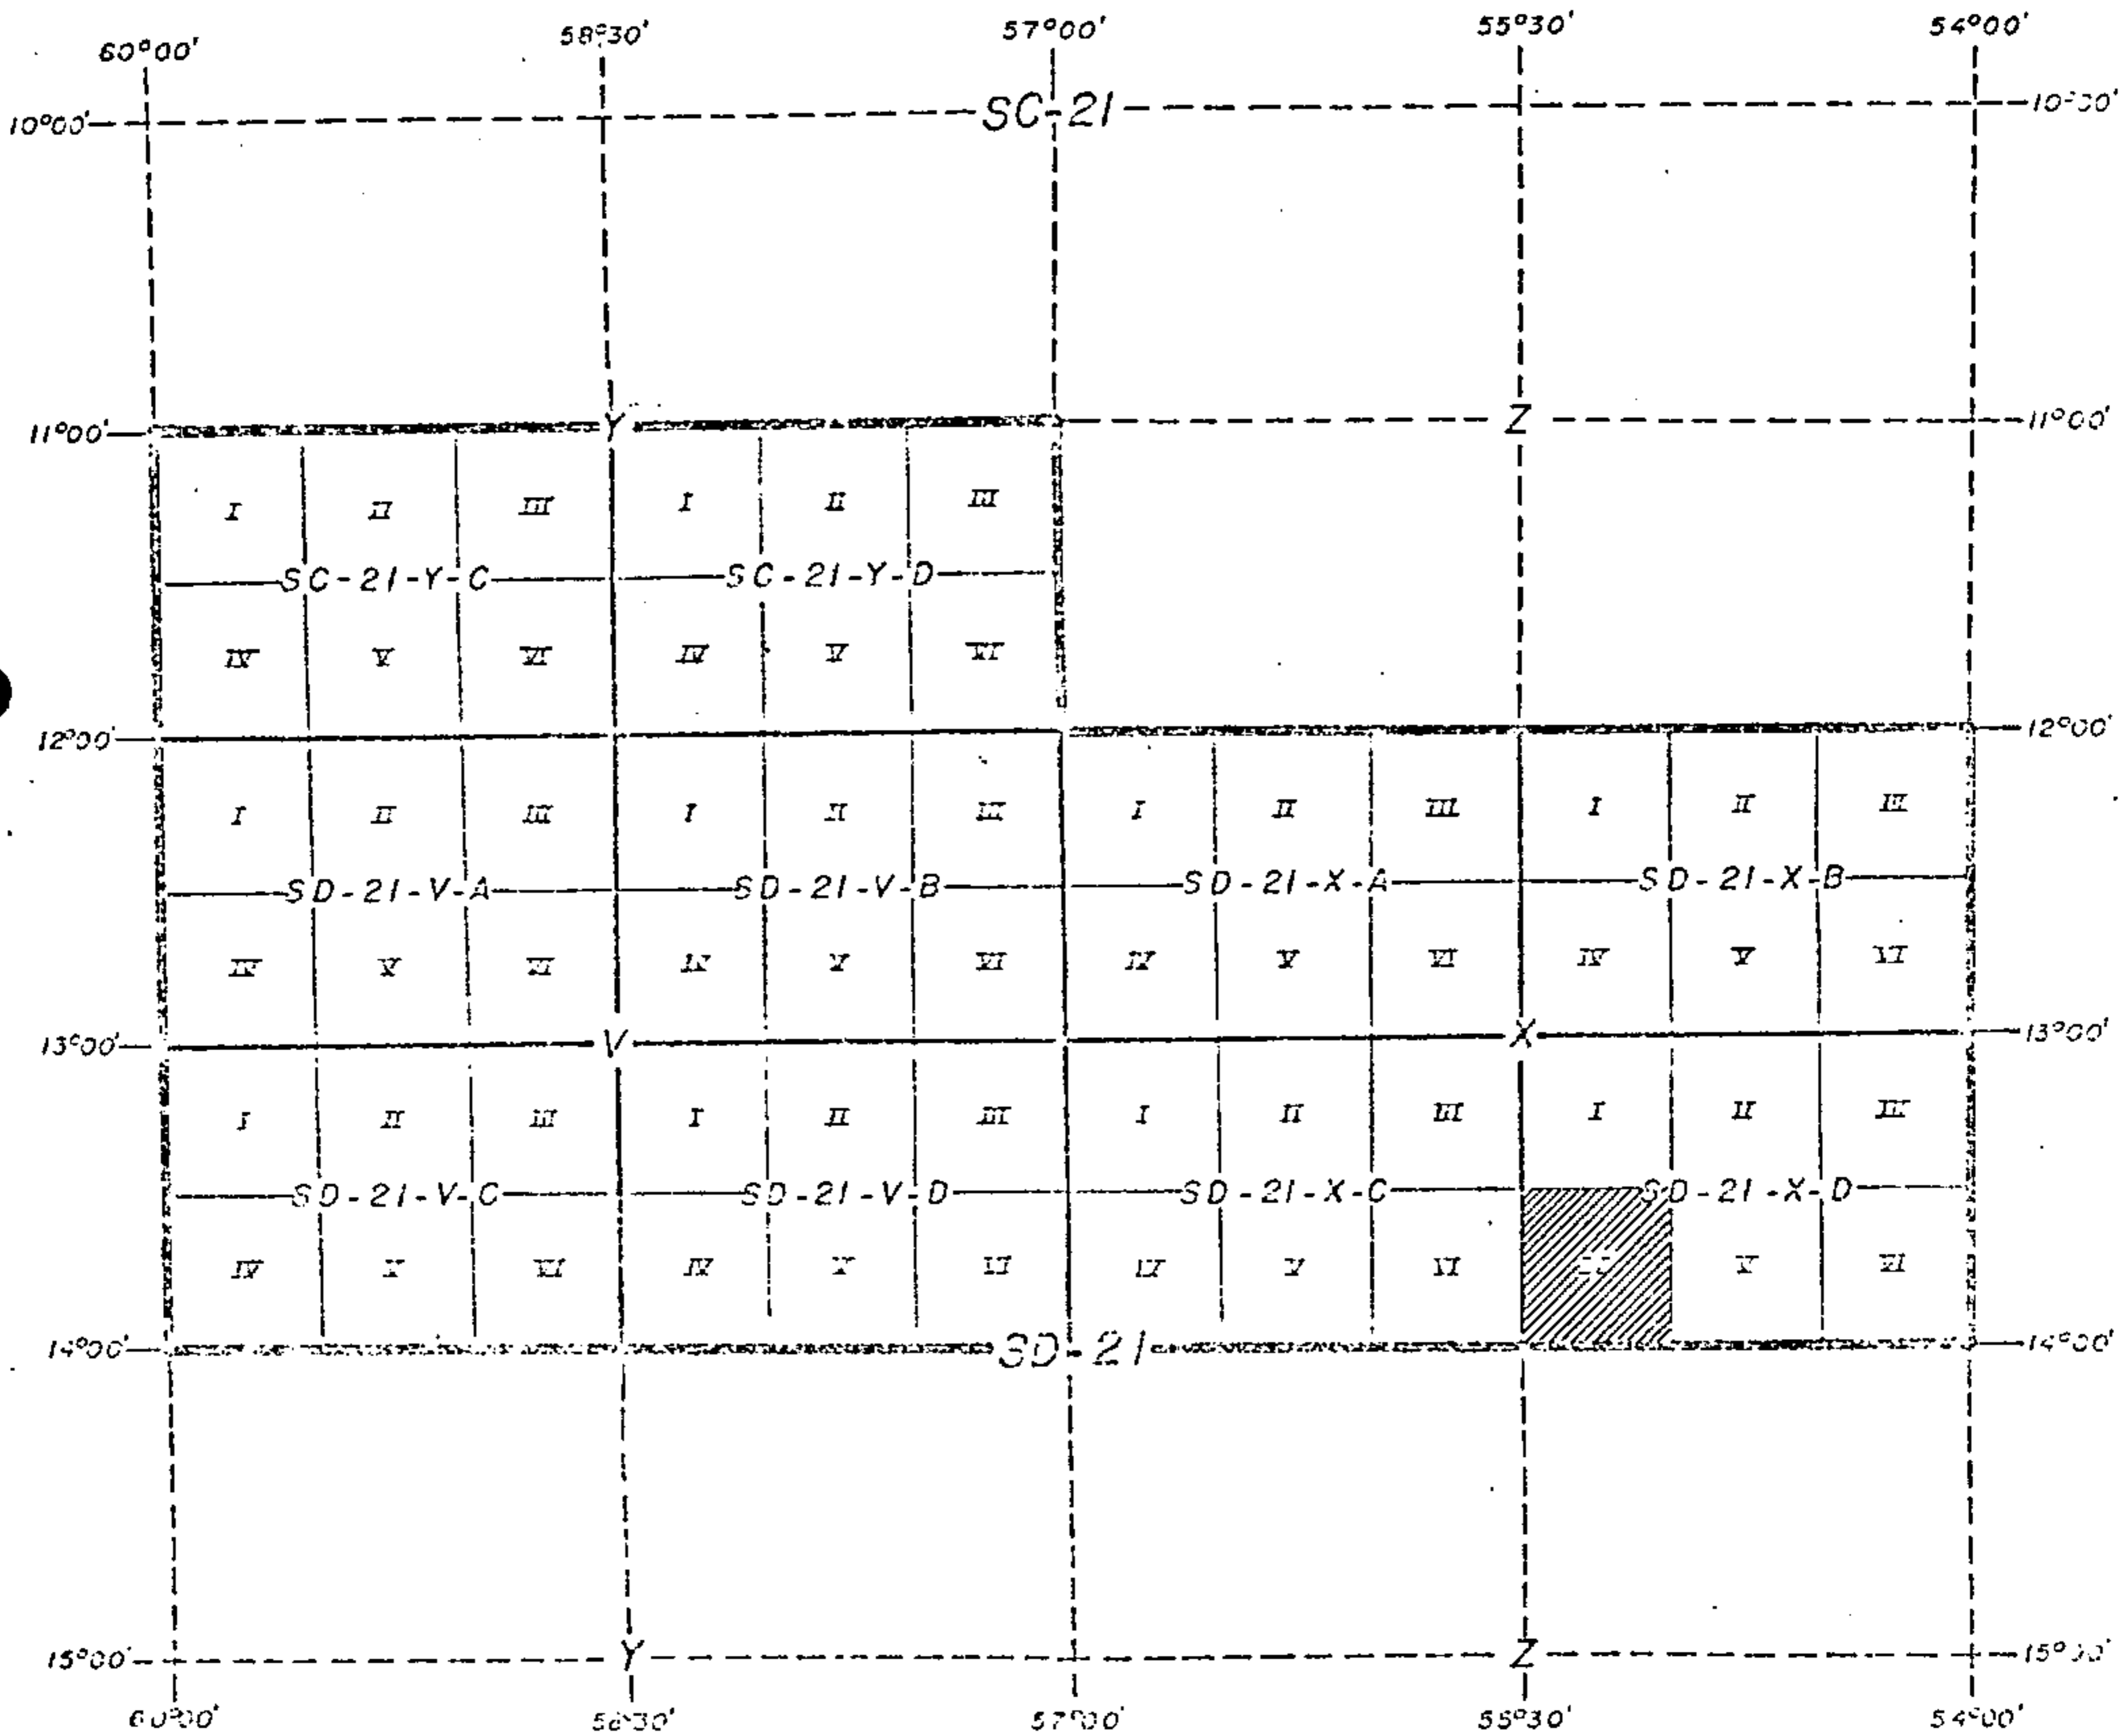 60°00' 58°30' 57°00' 55°30' 54°00'
10°00' SC-21 10°00'
11°00' Y Z 11°00'
I II III I II III
SC-21-Y-C SC-21-Y-D
IV V VI IV V VI
12°00' 12°00'
I II III I II III I II III I II III
SD-21-V-A SD-21-V-B SD-21-X-A SD-21-X-B
IV V VI IV V VI IV V VI IV V VI
13°00' V X 13°00'
I II III I II III I II III I II III
SD-21-V-C SD-21-V-D SD-21-X-C SD-21-X-D
IV V VI IV V VI IV V VI V VI
14°00' SD-21 14°00'
15°00' Y Z 15°00'
60°00' 58°30' 57°00' 55°30' 54°00'